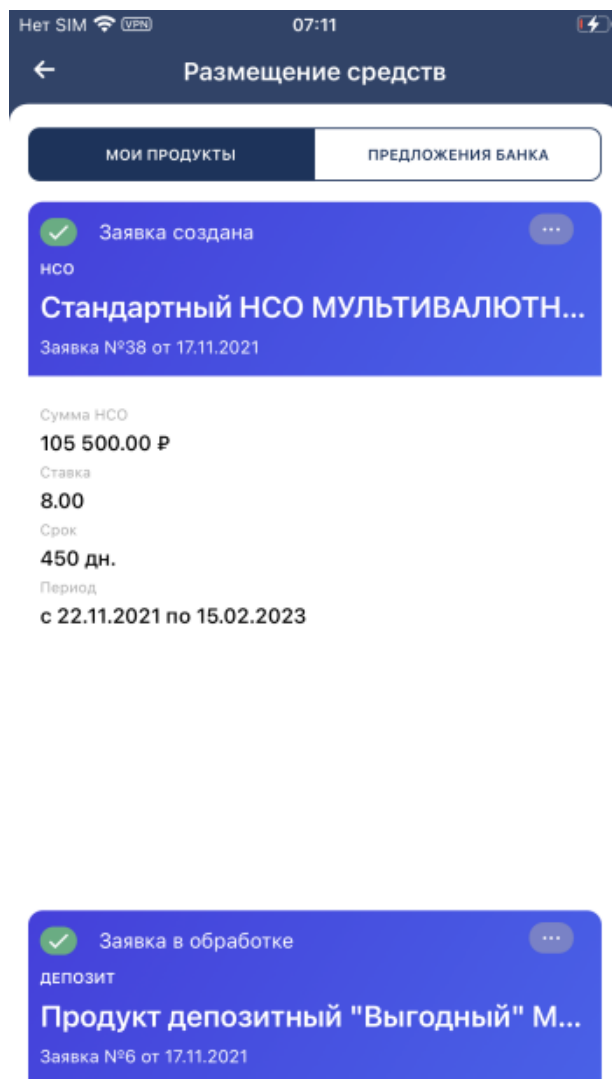 Нет SIM VPN 07:11
Размещение средств
МОИ ПРОДУКТЫ ПРЕДЛОЖЕНИЯ БАНКА
Заявка создана
НСО
Стандартный НСО МУЛЬТИВАЛЮТН...
Заявка №38 от 17.11.2021
Сумма НСО
105 500.00 ₽
Ставка
8.00
Срок
450 дн.
Период
с 22.11.2021 по 15.02.2023
Заявка в обработке
ДЕПОЗИТ
Продукт депозитный "Выгодный" М...
Заявка №6 от 17.11.2021